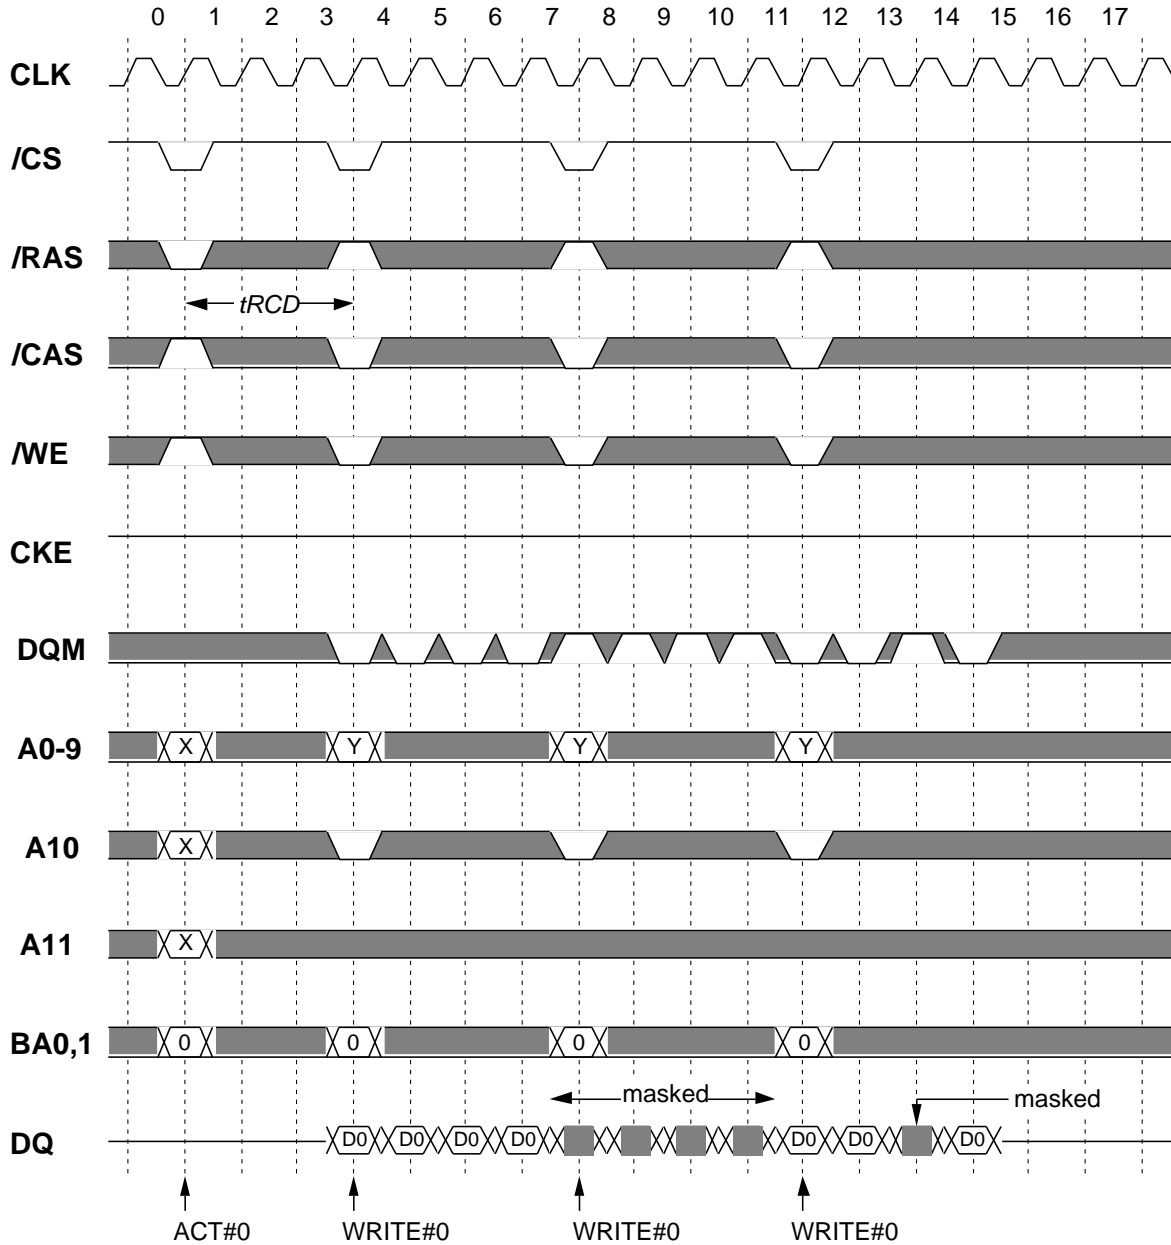 0 1 2 3 4 5 6 7 8 9 10 11 12 13 14 15 16 17
CLK
/CS
/RAS
tRCD
/CAS
/WE
CKE
DQM
A0-9 X Y Y Y
A10 X
A11 X
BA0,1 0 0 0 0
masked masked
DQ D0 D0 D0 D0 D0 D0 D0
ACT#0 WRITE#0 WRITE#0 WRITE#0